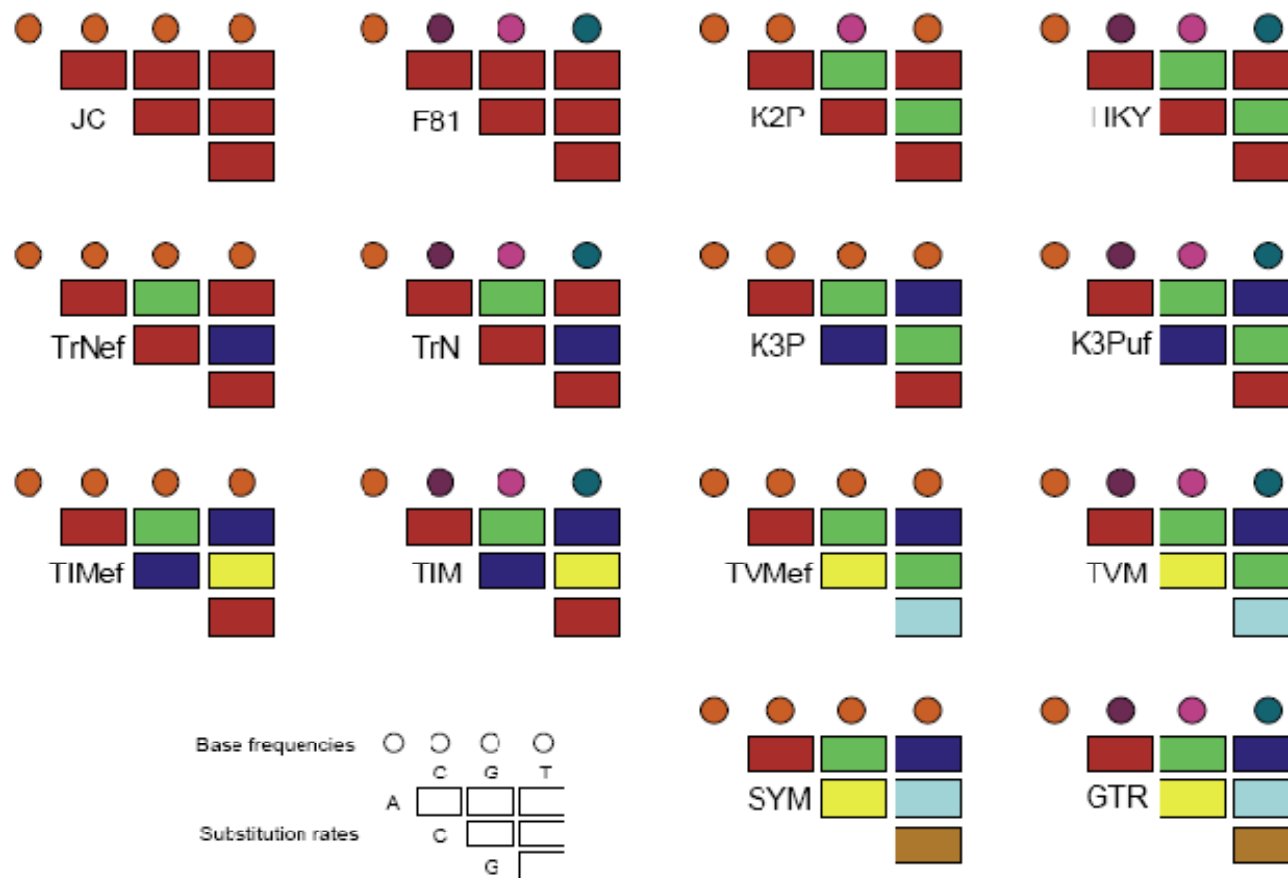 JC F81 K2P HKY
TrNef TrN K3P K3Puf
TIMef TIM TVMef TVM
SYM GTR
Base frequencies
C G T
A
Substitution rates C
G